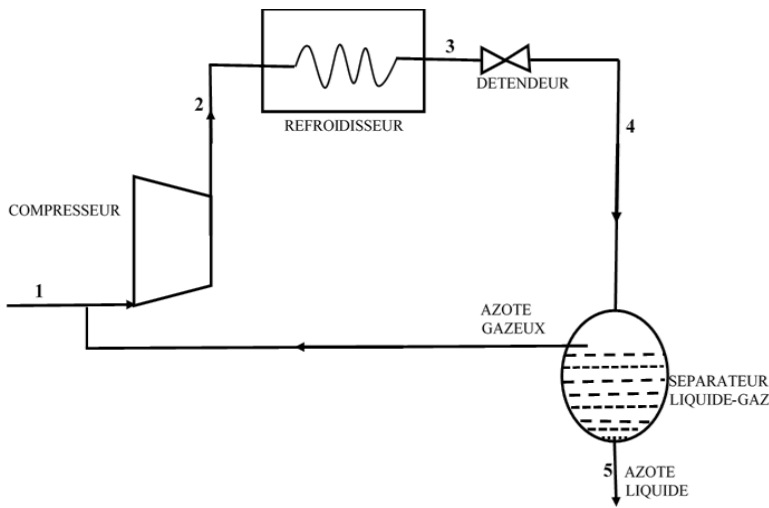 3
DETENDEUR
2
REFROIDISSEUR
4
COMPRESSEUR
1
AZOTE
GAZEUX
SEPARATEUR
LIQUIDE-GAZ
5
AZOTE
LIQUIDE